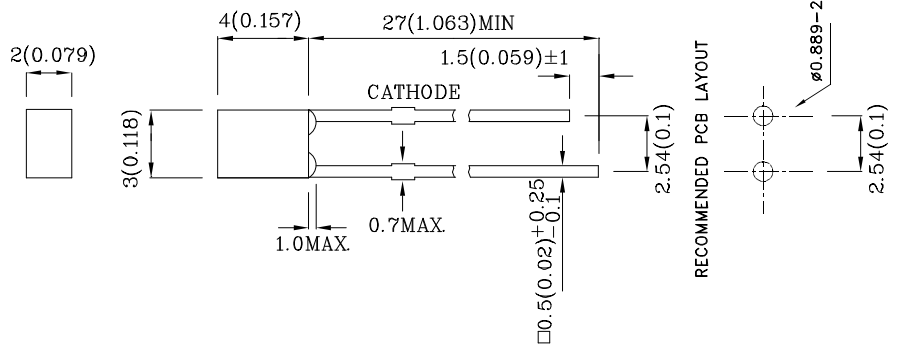 4(0.157)
27(1.063)MIN
2(0.079)
1.5(0.059)±1
CATHODE
3(0.118)
2.54(0.1)
RECOMMENDED PCB LAYOUT
ø0.889-2
2.54(0.1)
1.0MAX.
0.7MAX.
□0.5(0.02)+0.25
-0.1